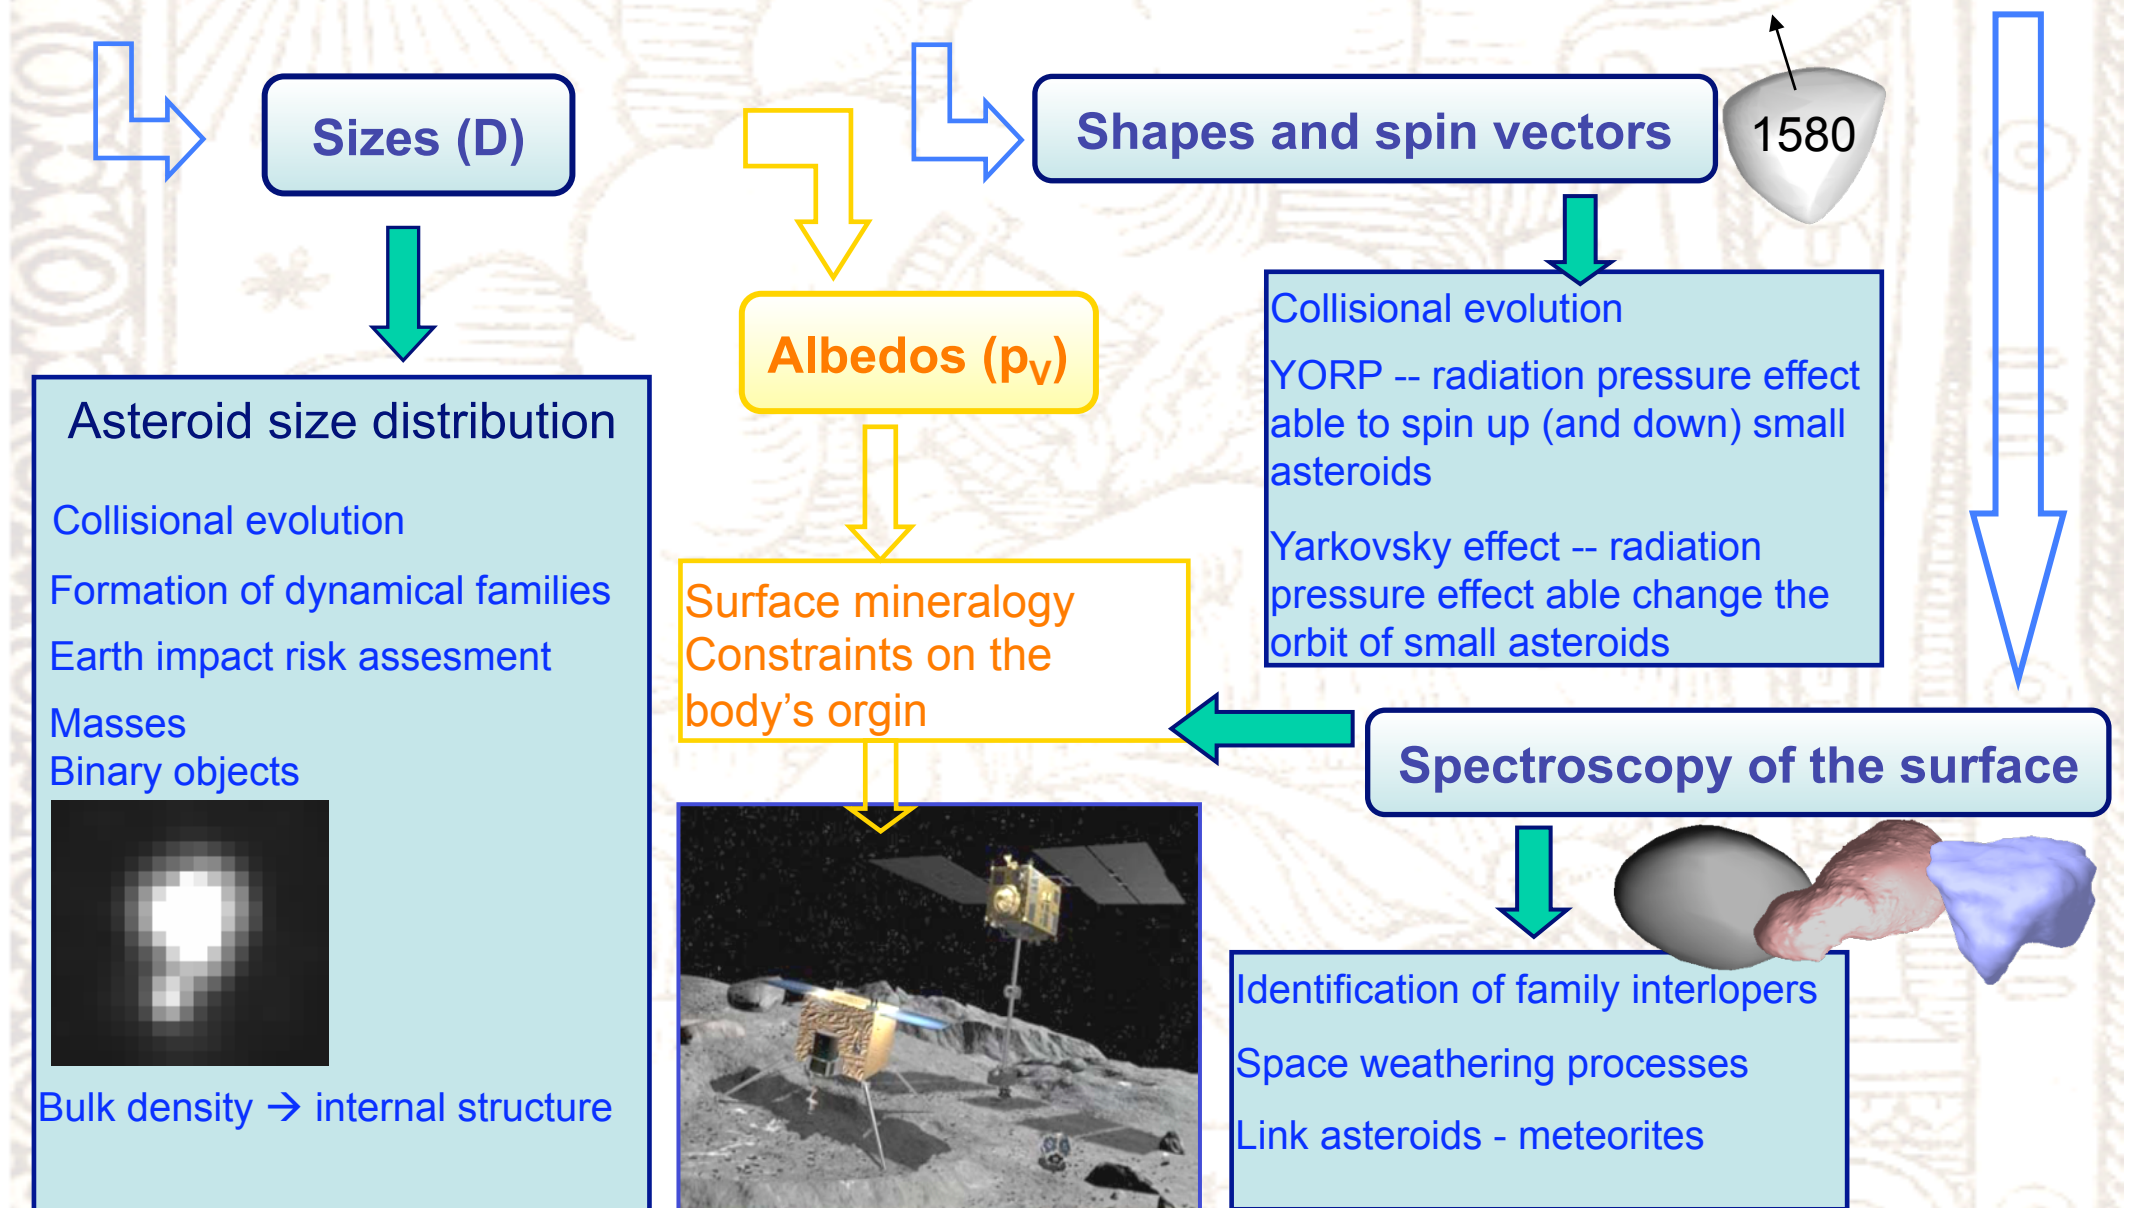 Sizes (D)
Asteroid size distribution
Collisional evolution
Formation of dynamical families
Earth impact risk assesment
Masses
Binary objects
Bulk density → internal structure
Albedos (pV)
Surface mineralogy
Constraints on the
body's orgin
Shapes and spin vectors
1580
Collisional evolution
YORP -- radiation pressure effect
able to spin up (and down) small
asteroids
Yarkovsky effect -- radiation
pressure effect able change the
orbit of small asteroids
Spectroscopy of the surface
Identification of family interlopers
Space weathering processes
Link asteroids - meteorites